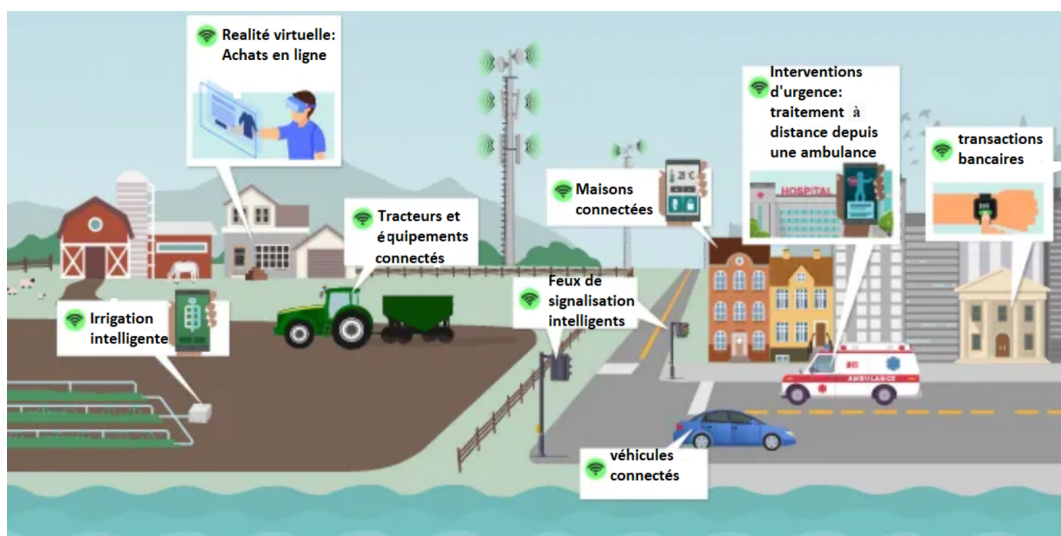 Realité virtuelle:
Achats en ligne
Tracteurs et
équipements
connectés
Irrigation
intelligente
Maisons
connectées
23 °C
Feux de
signalisation
intelligents
Interventions
d'urgence:
traitement à
distance depuis
une ambulance
HOSPITAL
transactions
bancaires
AMBULANCE
véhicules
connectés